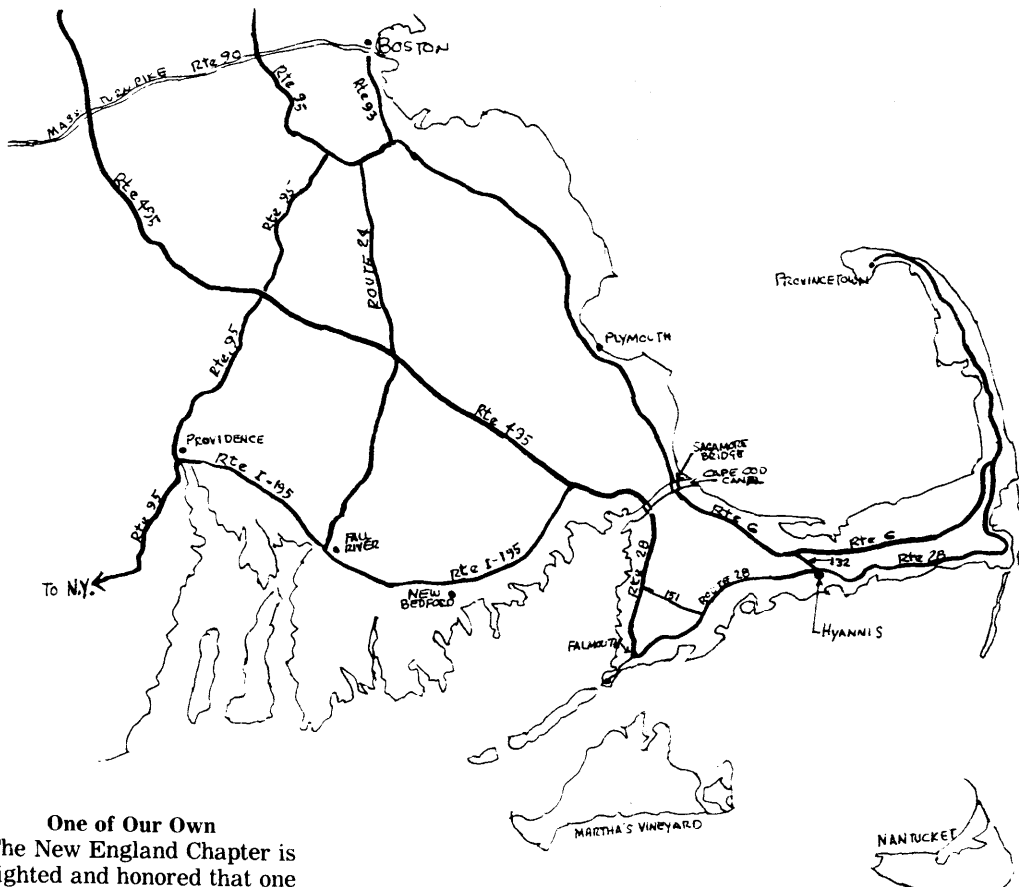 BOSTON
MASS TURNPIKE Rte 90
Rte 95
Rte 93
Rte 495
Rte 95
ROUTE 24
PROVINCETOWN
Rte. 95
PLYMOUTH
Rte 495
PROVIDENCE
Rte I-195
SAGAMORE
BRIDGE
CAPE COD
CANAL
Rte 95
Rte 6
Rte 6
FALL
RIVER
Rte I-195
Rte 28
132
Rte 28
TO N.Y.
NEW
BEDFORD
151
ROUTE 28
HYANNIS
FALMOUTH
MARTHA'S VINEYARD
NANTUCKET
One of Our Own
The New England Chapter is
ighted and honored that one